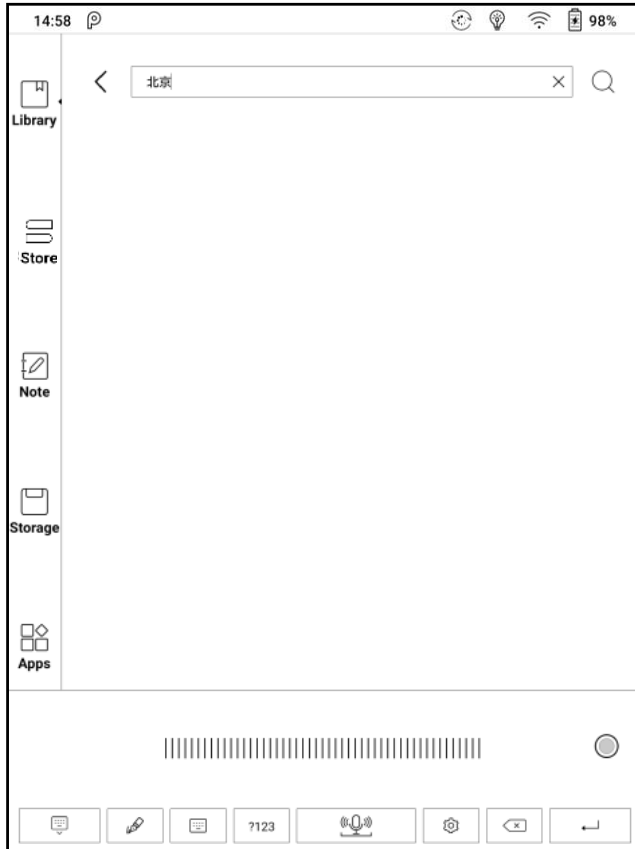 14:58 98%
北京
Library
Store
Note
Storage
Apps
?123